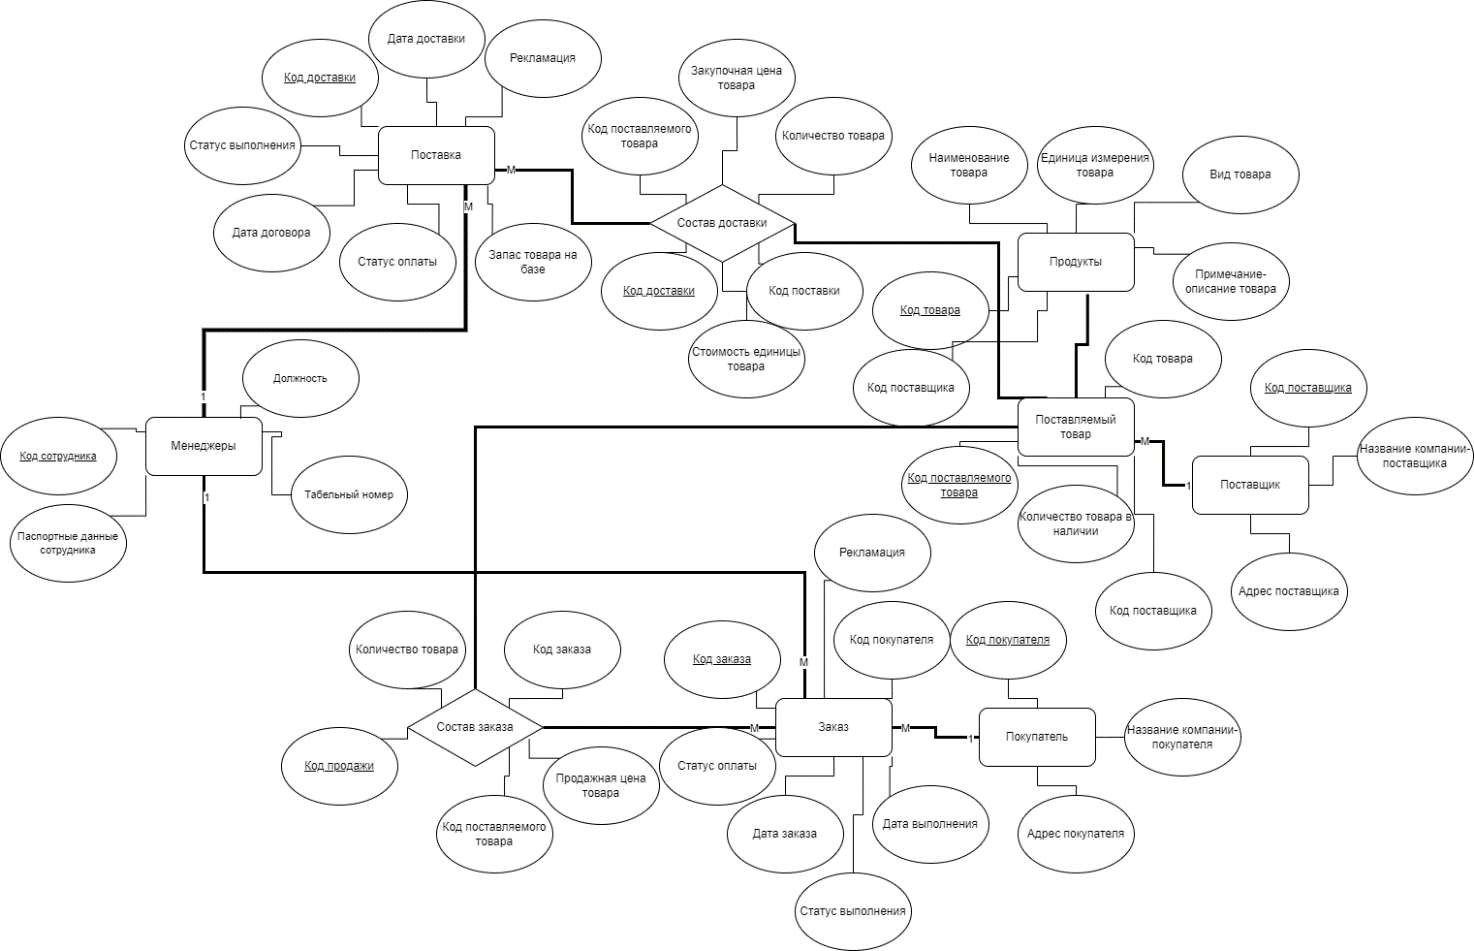 Дата доставки
Рекламация
Код доставки
Закупочная цена
товара
Код поставляемого
товара
Количество товара
Статус выполнения
Поставка
М
Наименование
товара
Единица измерения
товара
Вид товара
М
Дата договора
Статус оплаты
Запас товара на
базе
Состав доставки
Код доставки
Код поставки
Стоимость единицы
товара
Продукты
Примечание-
описание товара
Код товара
Код поставщика
Код товара
Должность
1
Менеджеры
Код сотрудника
Табельный номер
1
Паспортные данные
сотрудника
Поставляемый
товар
М
1
Код поставщика
Название компании-
поставщика
Поставщик
Код поставляемого
товара
Количество товара в
наличии
Адрес поставщика
Код поставщика
Рекламация
Количество товара
Код заказа
Код заказа
М
Код покупателя
Код покупателя
Состав заказа
М
Заказ
М
1
Покупатель
Название компании-
покупателя
Код продажи
Продажная цена
товара
Статус оплаты
Код поставляемого
товара
Дата заказа
Дата выполнения
Адрес покупателя
Статус выполнения